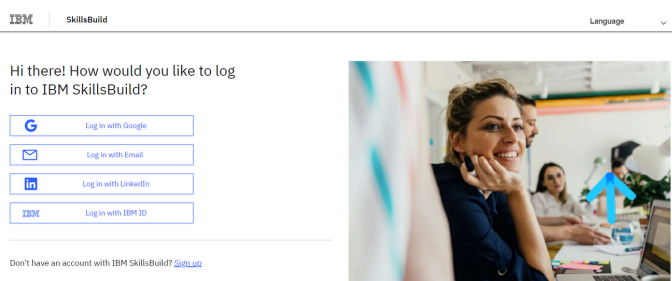 IBM
SkillsBuild
Language
Hi there! How would you like to log
in to IBM SkillsBuild?
Log in with Google
Log in with Email
in
Log in with LinkedIn
IBM
Log in with IBM ID
Don't have an account with IBM SkillsBuild? Sign up